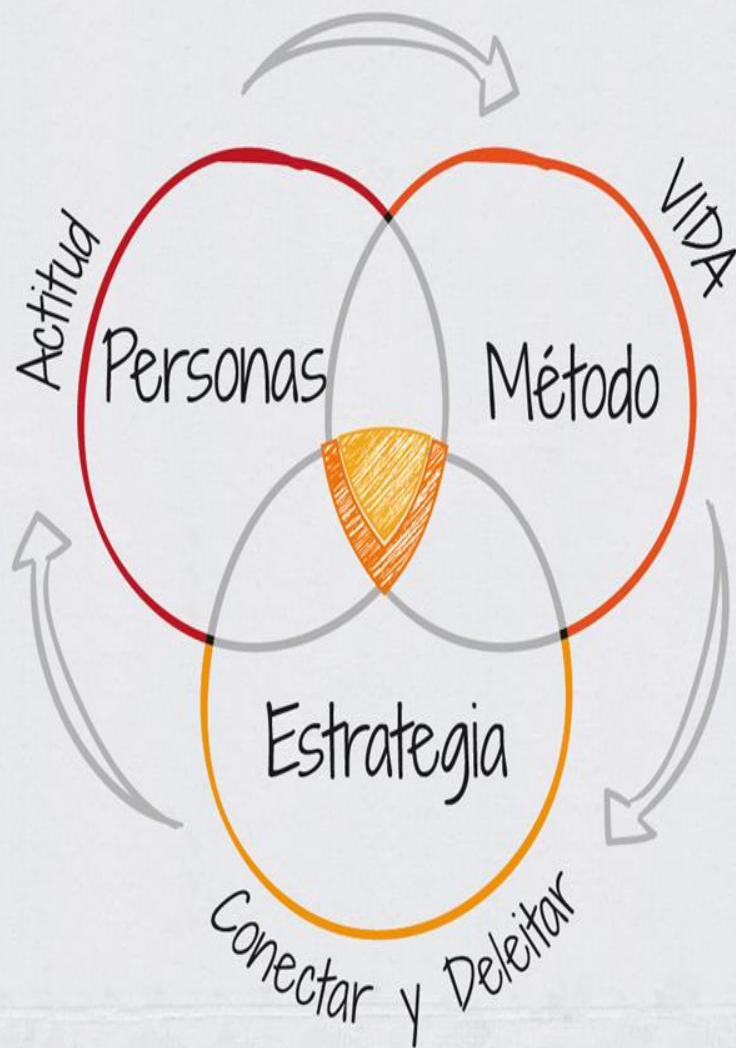 Actitud
VIDA
Personas
Método
Estrategia
Conectar y Deleitar